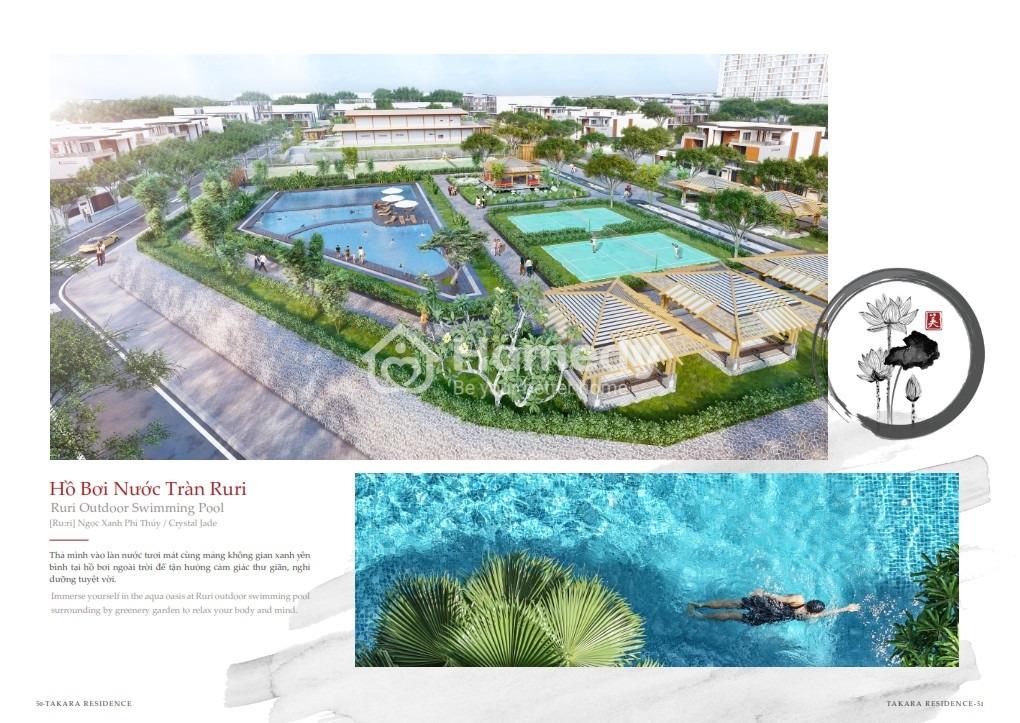 Homedy
Be your better home
美
Hồ Bơi Nước Tràn Ruri
Ruri Outdoor Swimming Pool
[Ru:ri] Ngọc Xanh Phỉ Thúy / Crystal Jade
Thả mình vào làn nước tươi mát cùng mảng không gian xanh yên
bình tại hồ bơi ngoài trời để tận hưởng cảm giác thư giãn, nghỉ
dưỡng tuyệt vời.
Immerse yourself in the aqua oasis at Ruri outdoor swimming pool
surrounding by greenery garden to relax your body and mind.
50-TAKARA RESIDENCE
TAKARA RESIDENCE-51